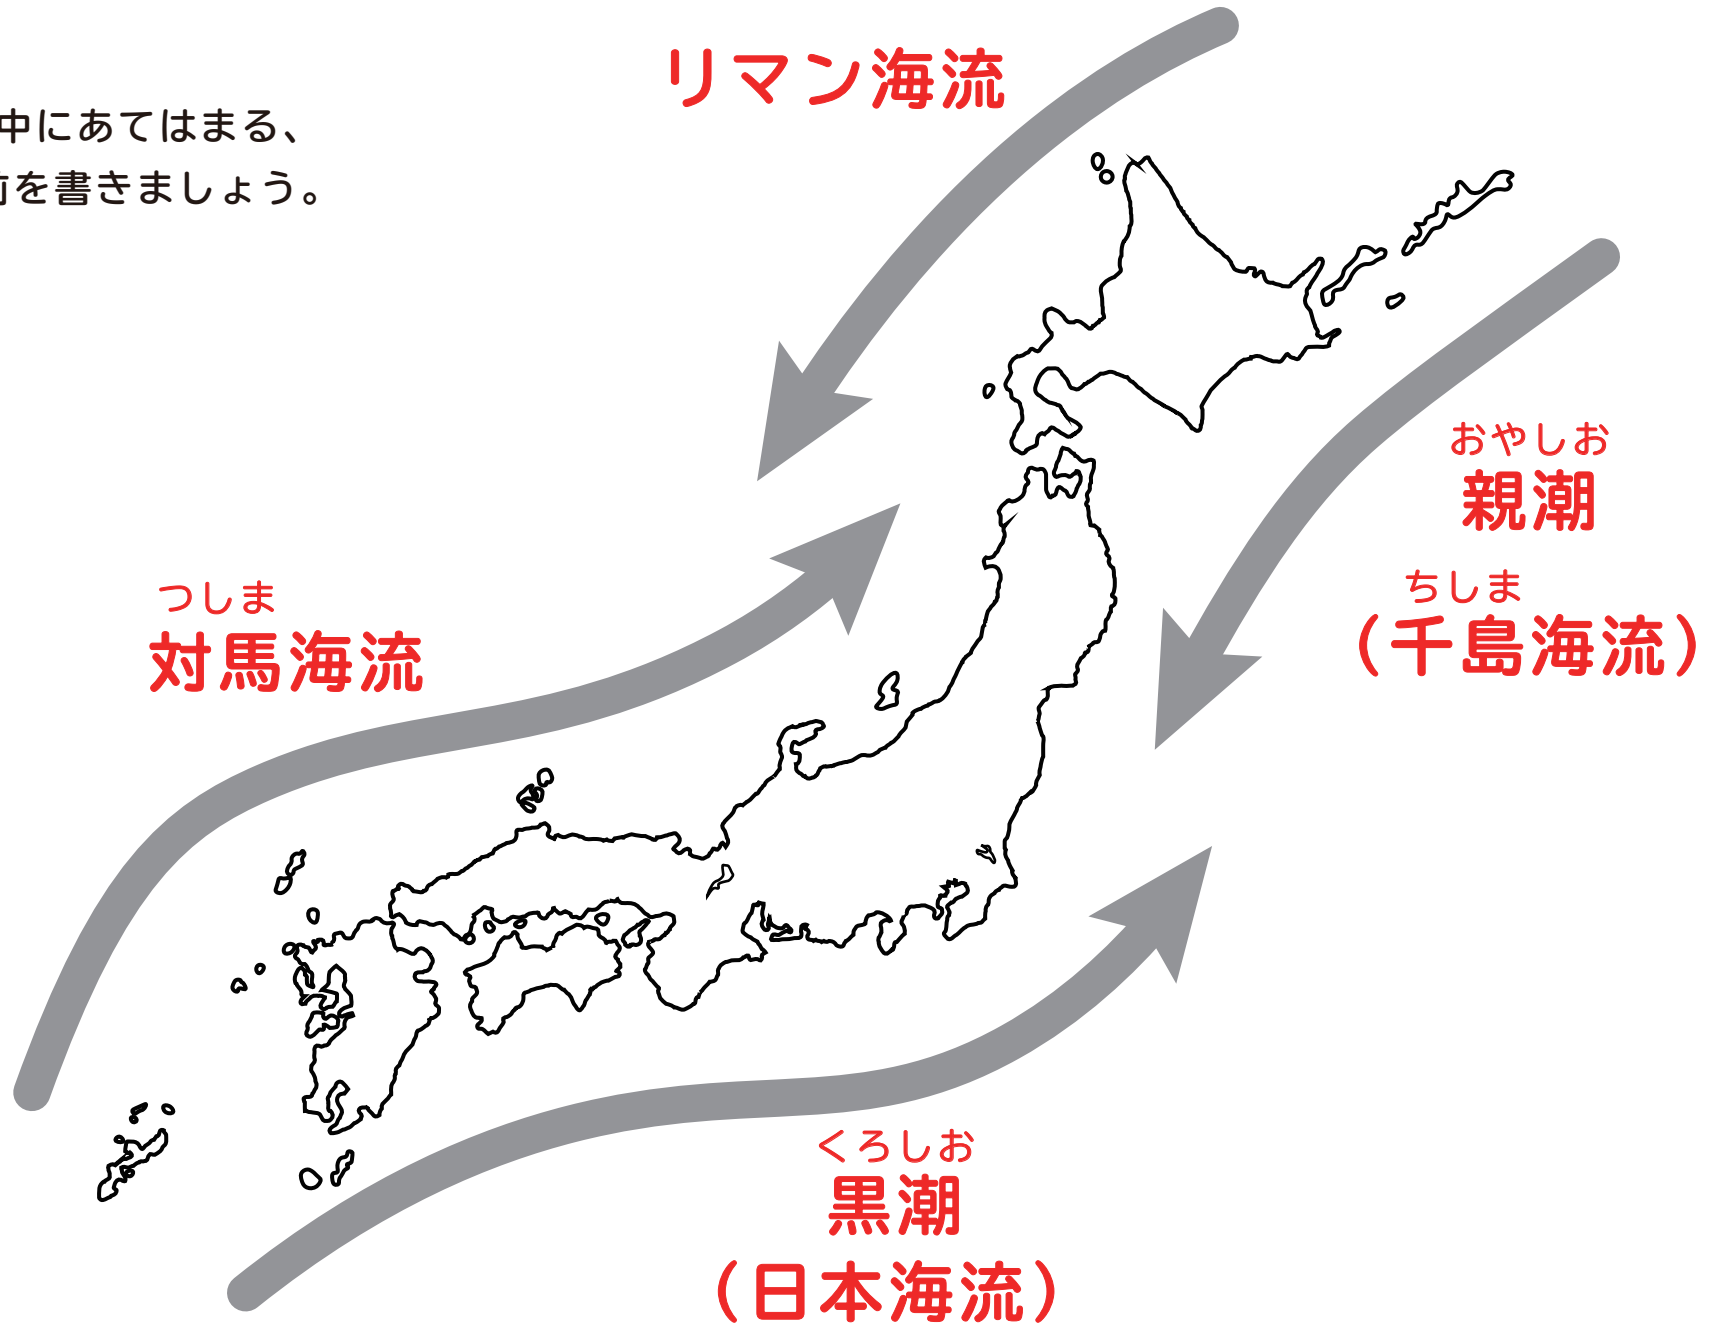 リマン海流
中にあてはまる、
を書きましょう。
おやしお
親潮
ちしま
（千島海流）
つしま
対馬海流
くろしお
黒潮
（日本海流）